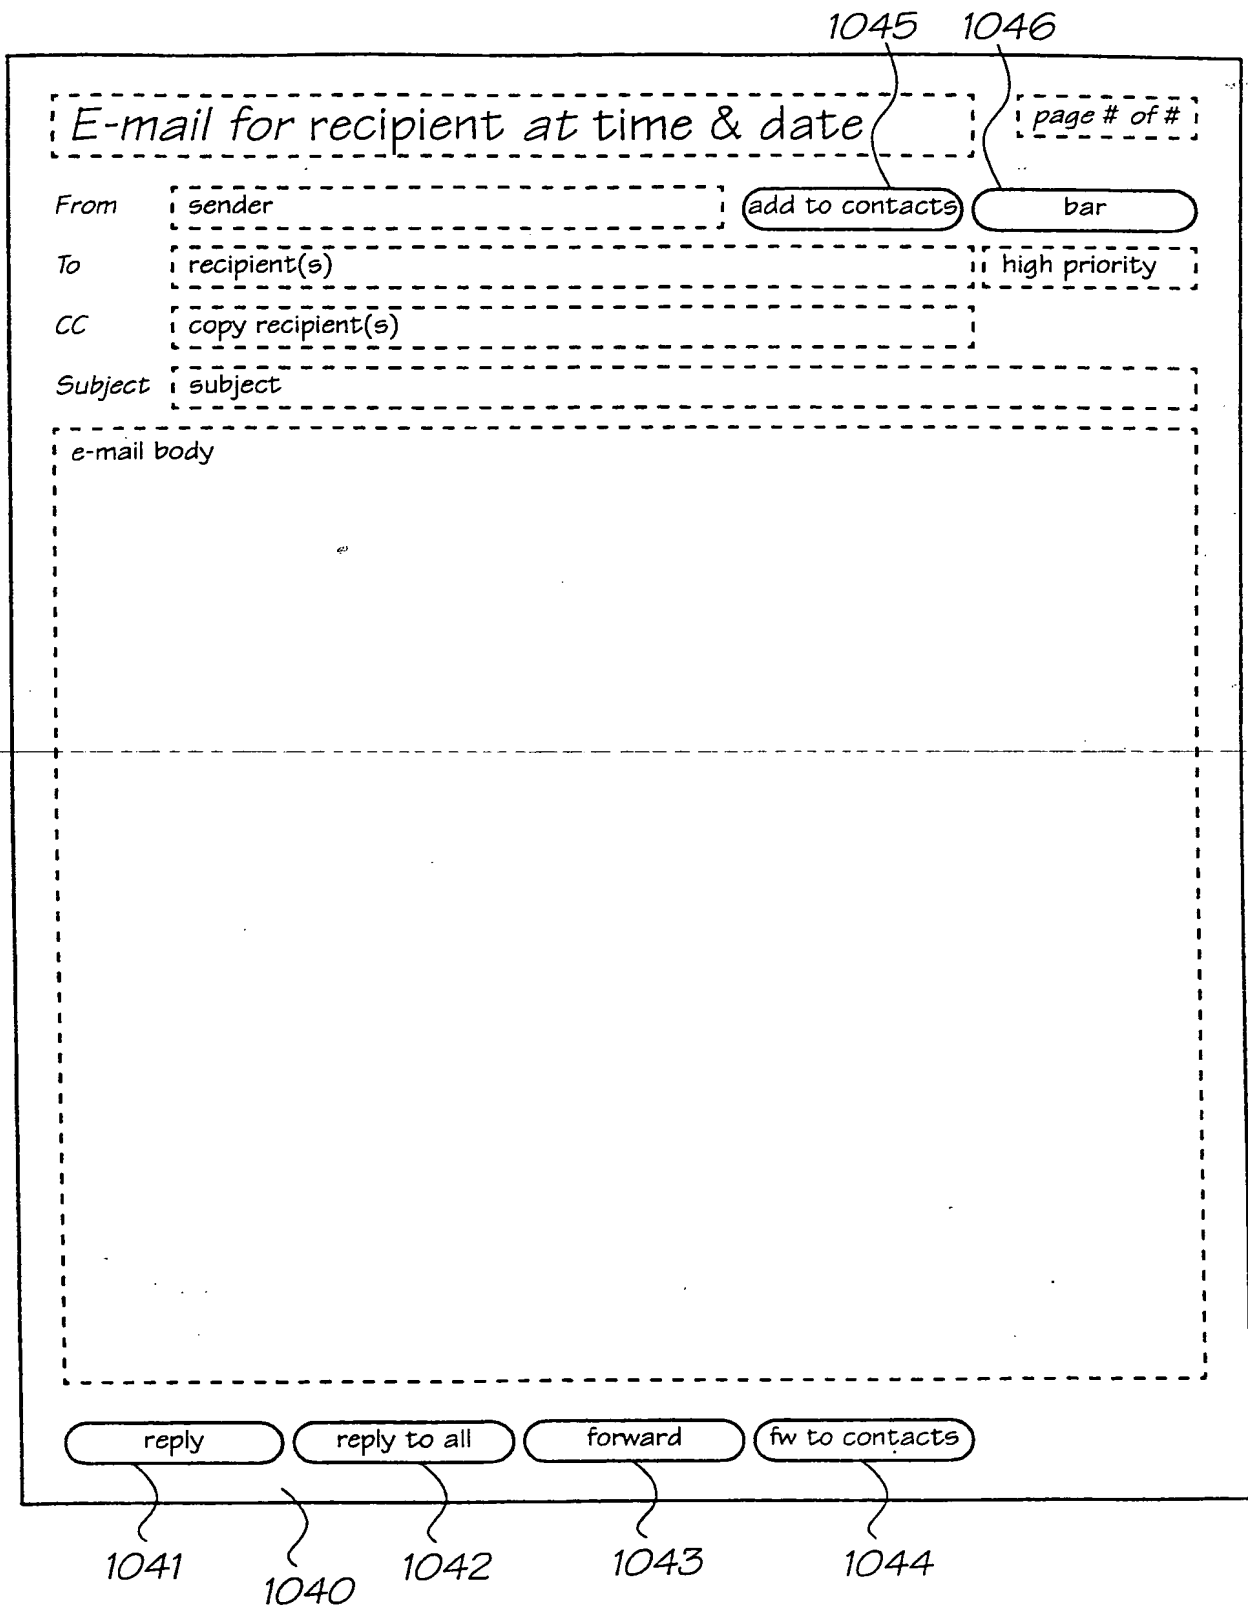 1045 1046
E-mail for recipient at time & date page # of #
From sender add to contacts bar
To recipient(s) high priority
CC copy recipient(s)
Subject subject
e-mail body
reply reply to all forward fw to contacts
1041 1040 1042 1043 1044